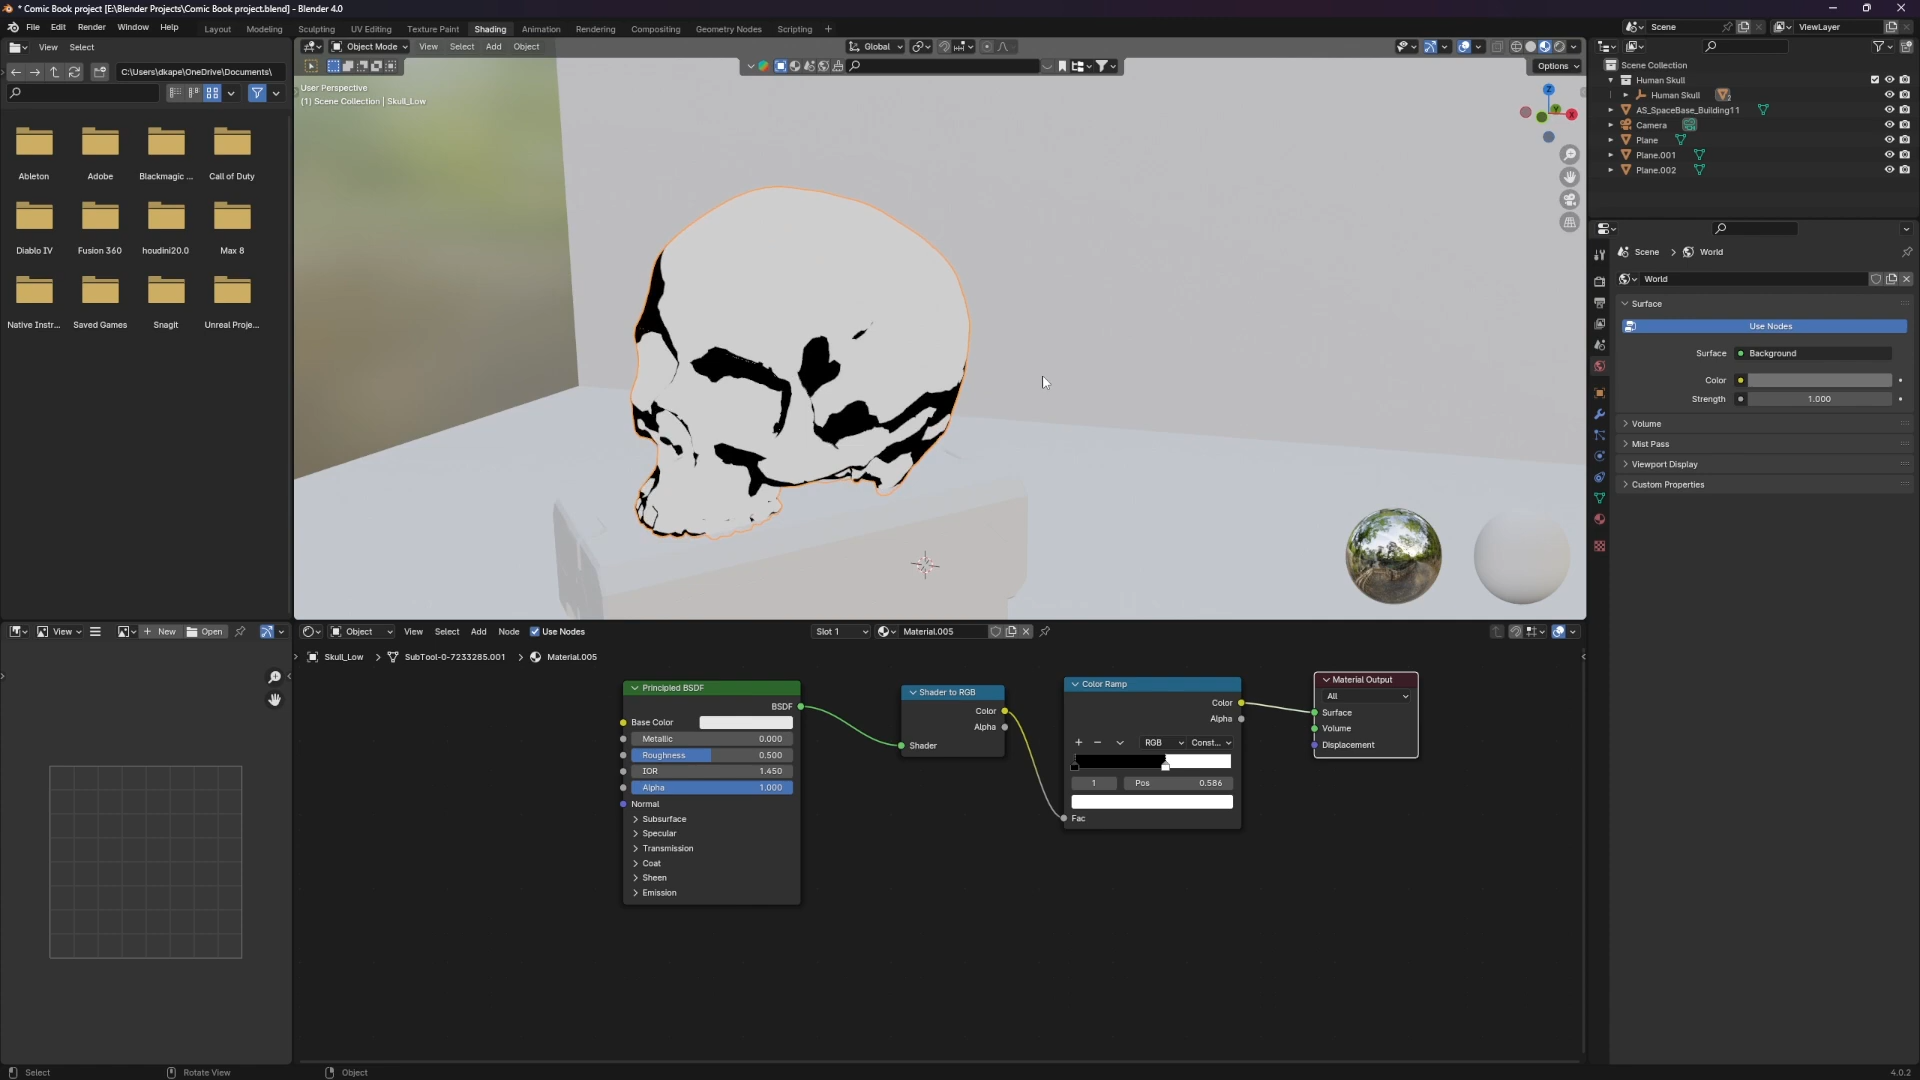 * Comic Book project [E:\Blender Projects\Comic Book project.blend] - Blender 4.0
File Edit Render Window Help
Layout Modeling Sculpting UV Editing Texture Paint Shading Animation Rendering Compositing Geometry Nodes Scripting +
Scene ViewLayer
View Select
Object Mode View Select Add Object Global
C:\Users\dkape\OneDrive\Documents\
Options
User Perspective
(1) Scene Collection | Skull_Low
Z
Y
X
Ableton Adobe Blackmagic ... Call of Duty
Diablo IV Fusion 360 houdini20.0 Max 8
Native Instr... Saved Games Snagit Unreal Proje...
Scene Collection
Human Skull
Human Skull 2
AS_SpaceBase_Building11
Camera
Plane
Plane.001
Plane.002
Scene > World
World
Surface
Use Nodes
Surface Background
Color
Strength 1.000
Volume
Mist Pass
Viewport Display
Custom Properties
View + New Open
Object View Select Add Node Use Nodes Slot 1 Material.005
Skull_Low > SubTool-0-7233285.001 > Material.005
Principled BSDF
BSDF
Base Color
Metallic 0.000
Roughness 0.500
IOR 1.450
Alpha 1.000
Normal
Subsurface
Specular
Transmission
Coat
Sheen
Emission
Shader to RGB
Color
Alpha
Shader
Color Ramp
Color
Alpha
+ − RGB Const...
1 Pos 0.586
Fac
Material Output
All
Surface
Volume
Displacement
Select Rotate View Object 4.0.2